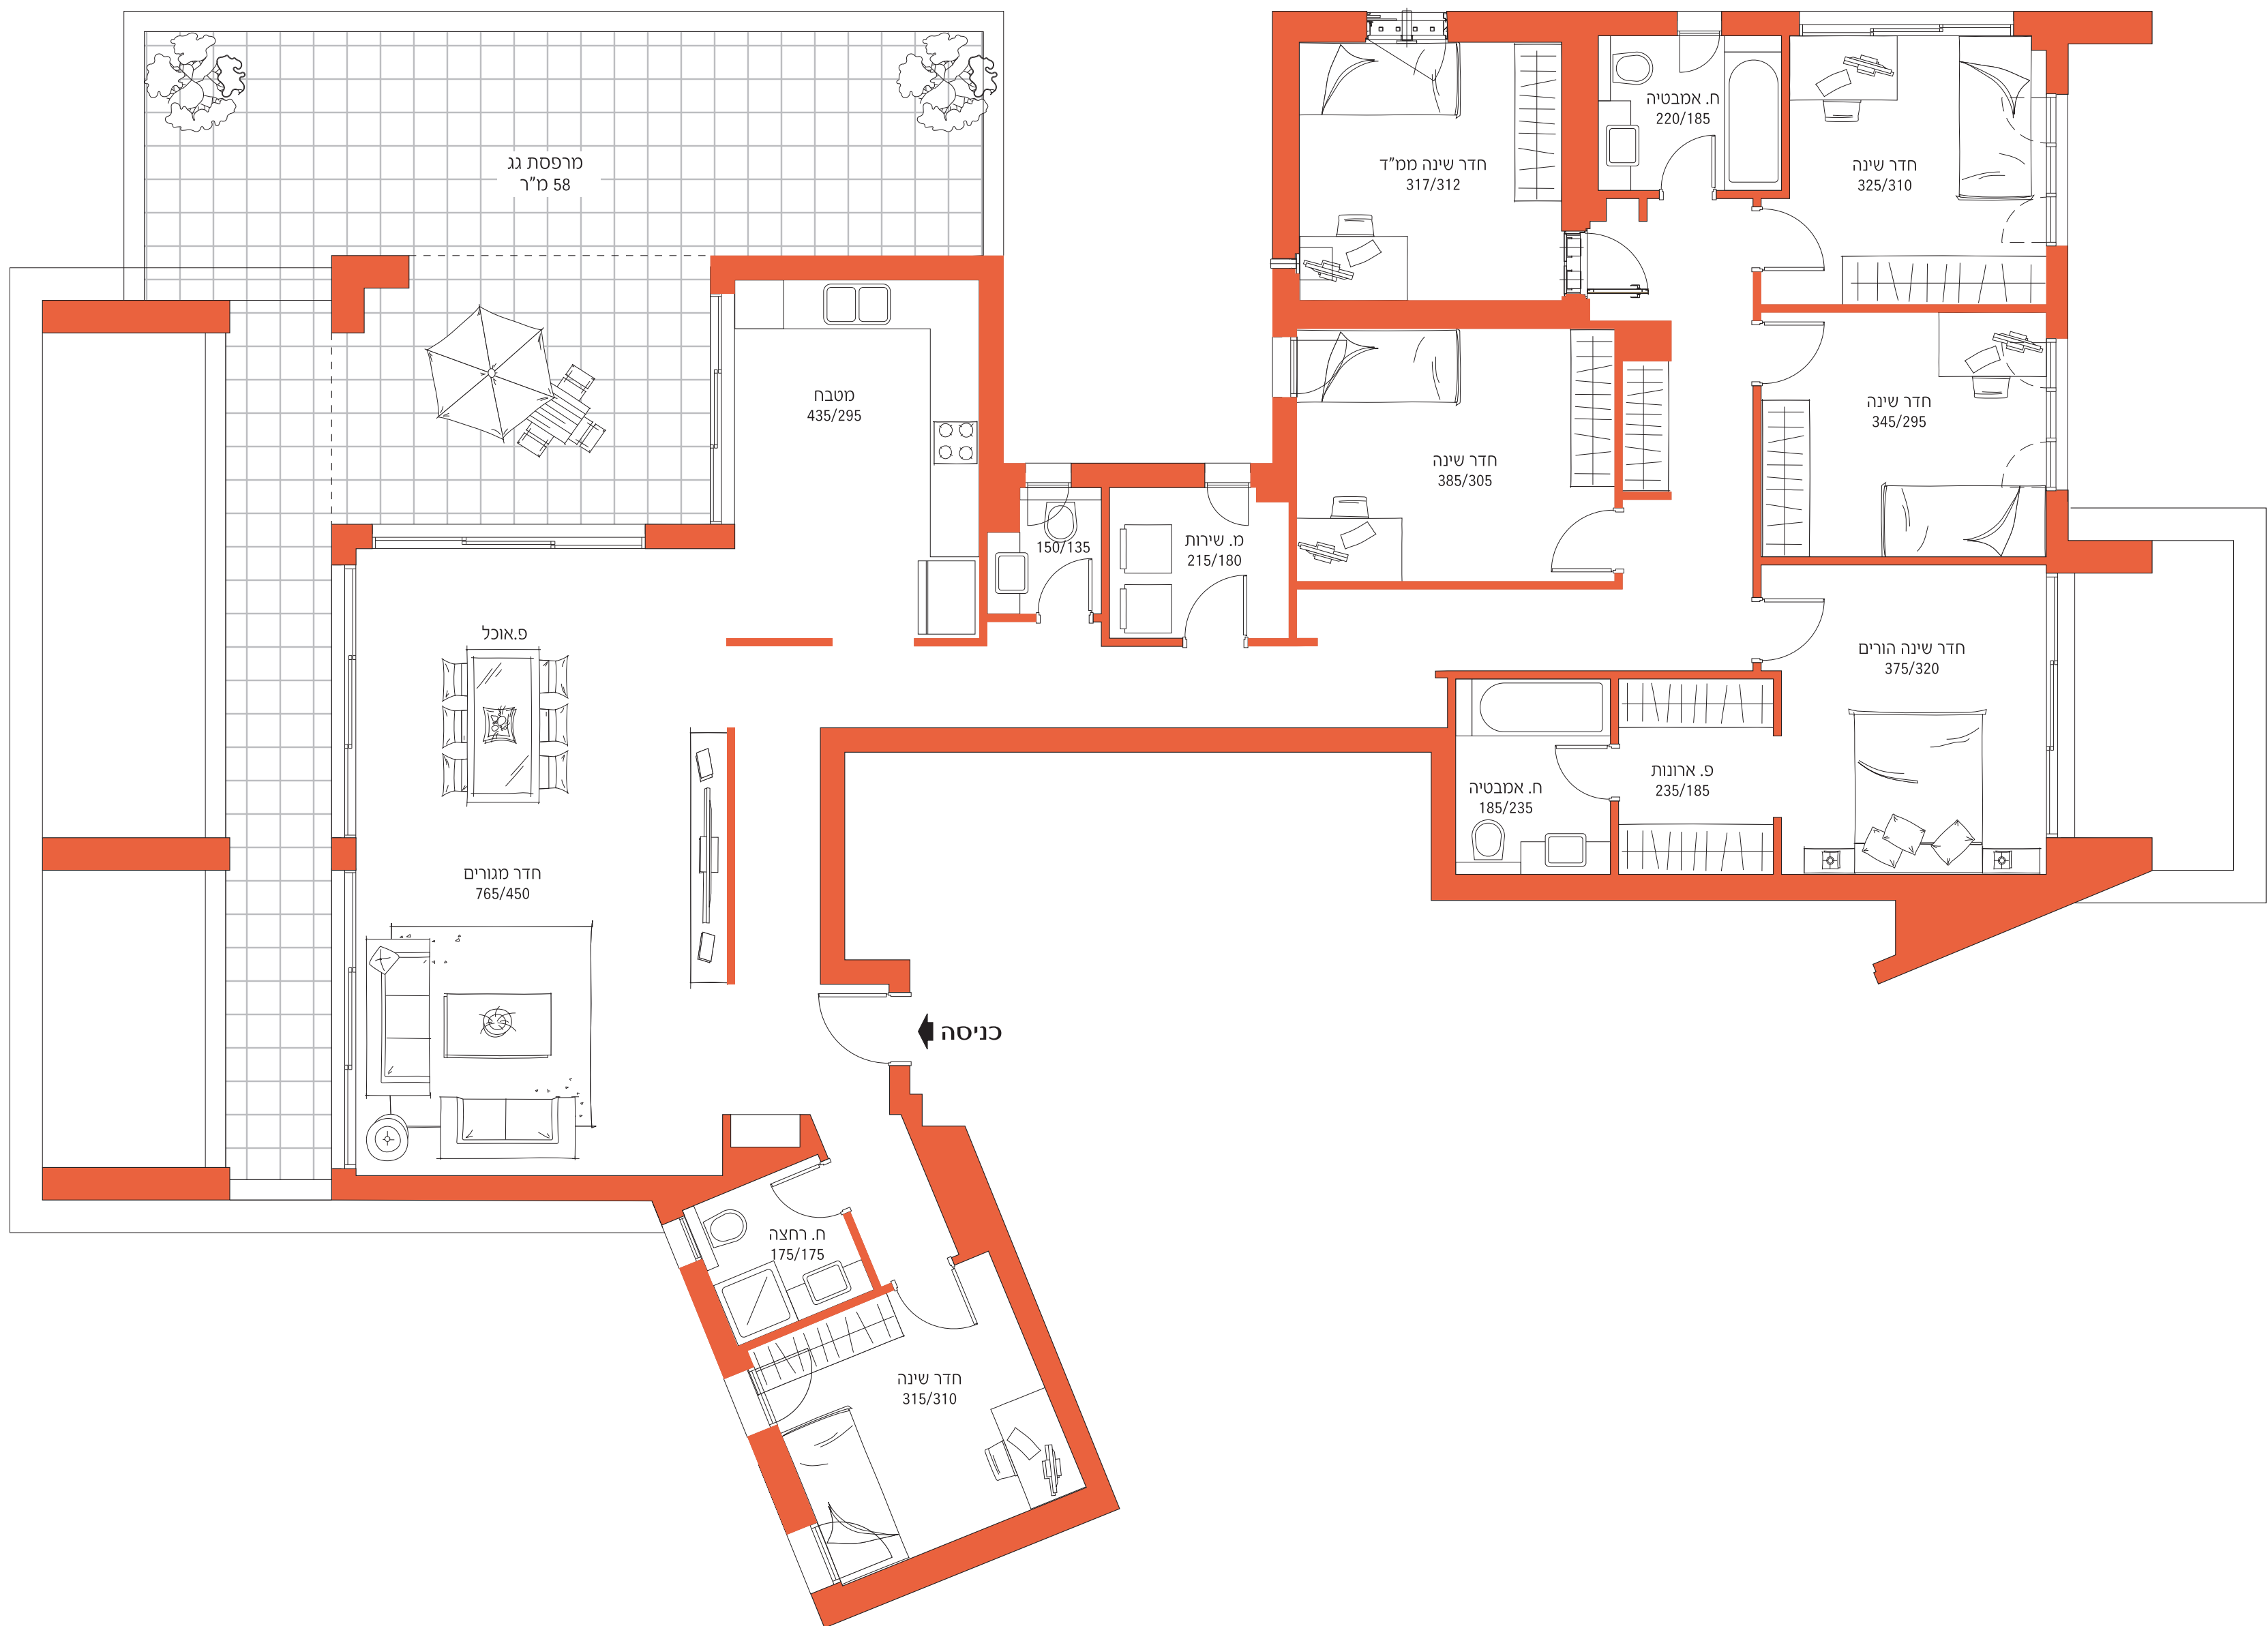 ח. אמבטיה
220/185
חדר שינה
325/310
חדר שינה ממ"ד
317/312
מרפסת גג
58 מ"ר
מטבח
435/295
חדר שינה
345/295
חדר שינה
385/305
מ. שירות
215/180
150/135
פ.אוכל
חדר שינה הורים
375/320
פ. ארונות
235/185
ח. אמבטיה
185/235
חדר מגורים
765/450
כניסה
ח. רחצה
175/175
חדר שינה
315/310